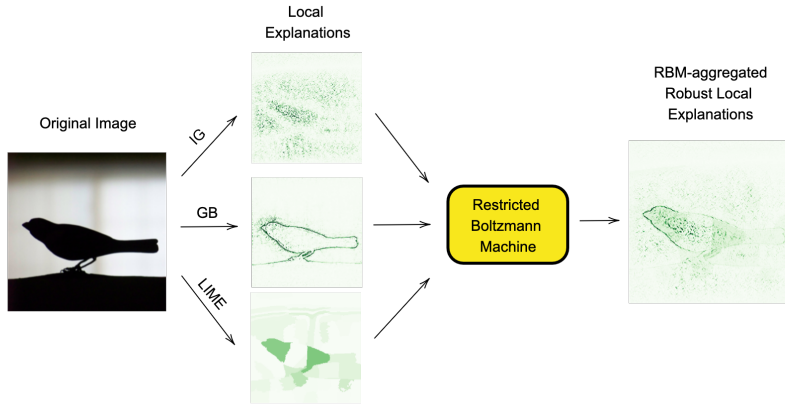 Local
Explanations
RBM-aggregated
Robust Local
Explanations
Original Image
IG
GB
LIME
Restricted
Boltzmann
Machine